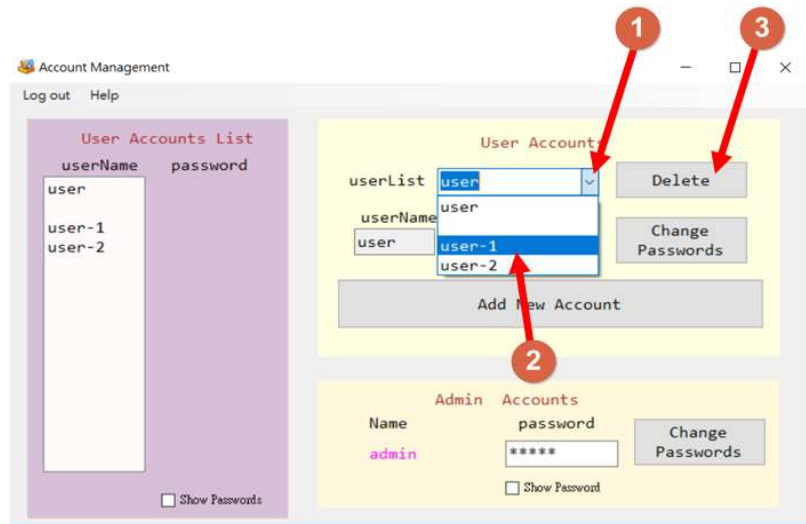 1 3
Account Management
Log out Help
User Accounts List
userName password
user
user-1
user-2
Show Passwords
User Accounts
userList user Delete
user
user-1
user-2
userName
user
Change
Passwords
Add New Account
2
Admin Accounts
Name password
admin *****
Change
Passwords
Show Password